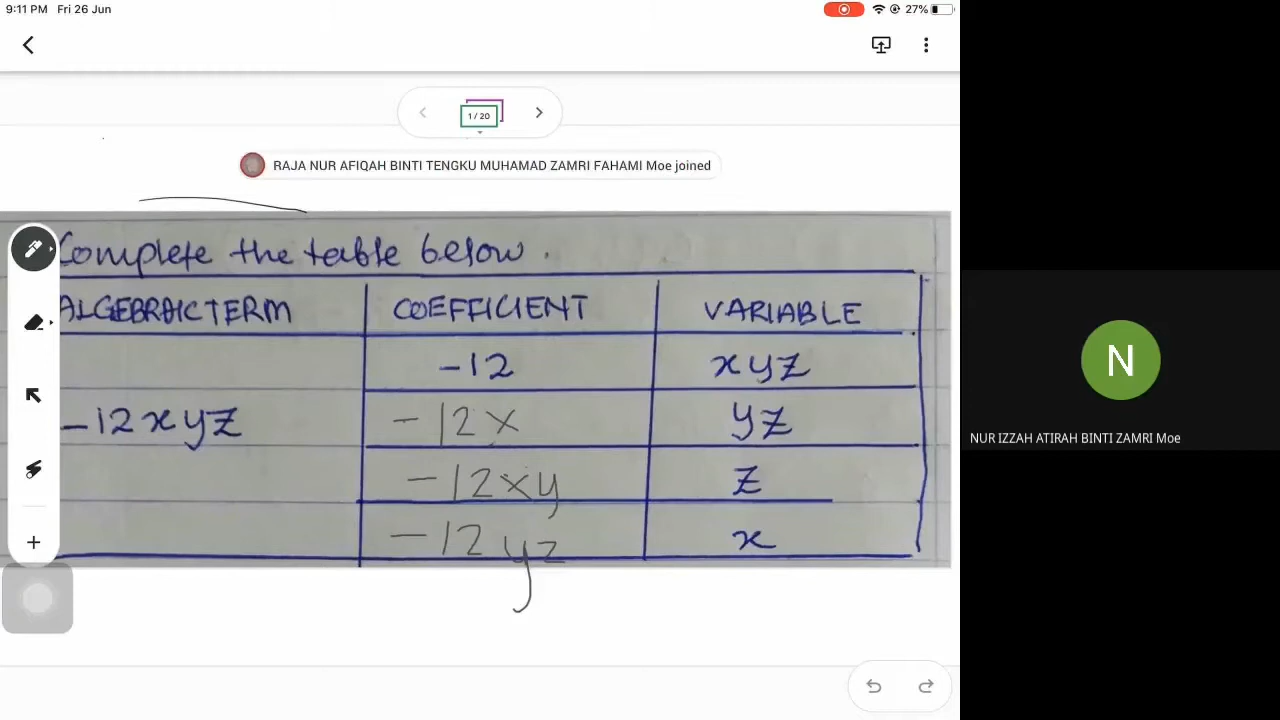 9:11 PM Fri 26 Jun
27%
1 / 20
RAJA NUR AFIQAH BINTI TENGKU MUHAMAD ZAMRI FAHAMI Moe joined
Complete the table below.
ALGEBRAIC TERM COEFFICIENT VARIABLE
-12 xyz
-12xyz -12x yz
-12xy z
-12yz x
N
NUR IZZAH ATIRAH BINTI ZAMRI Moe